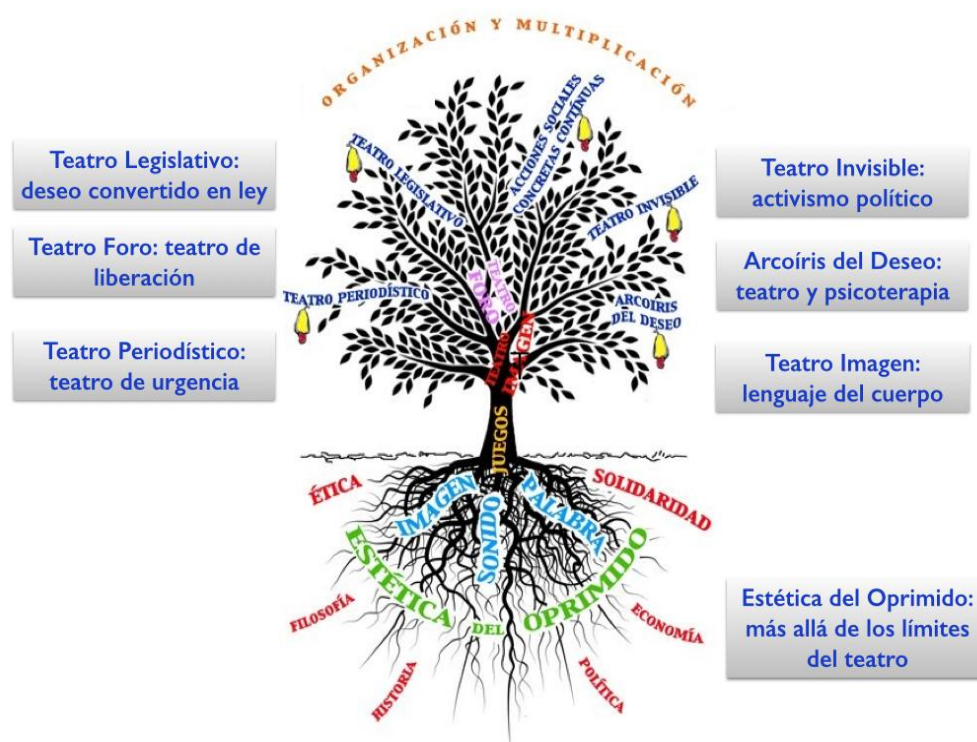 ORGANIZACIÓN Y MULTIPLICACIÓN
Teatro Legislativo:
deseo convertido en ley
Teatro Foro: teatro de
liberación
Teatro Periodístico:
teatro de urgencia
TEATRO LEGISLATIVO
ACCIONES SOCIALES
CONCRETAS CONTÍNUAS
TEATRO INVISIBLE
TEATRO PERIODÍSTICO
TEATRO
FORO
ARCOIRIS
DEL DESEO
TEATRO
IMAGEN
JUEGOS
Teatro Invisible:
activismo político
Arcoíris del Deseo:
teatro y psicoterapia
Teatro Imagen:
lenguaje del cuerpo
ÉTICA
IMAGEN
SONIDO
PALABRA
SOLIDARIDAD
ESTÉTICA DEL OPRIMIDO
FILOSOFÍA
ECONOMÍA
HISTORIA
POLÍTICA
Estética del Oprimido:
más allá de los límites
del teatro